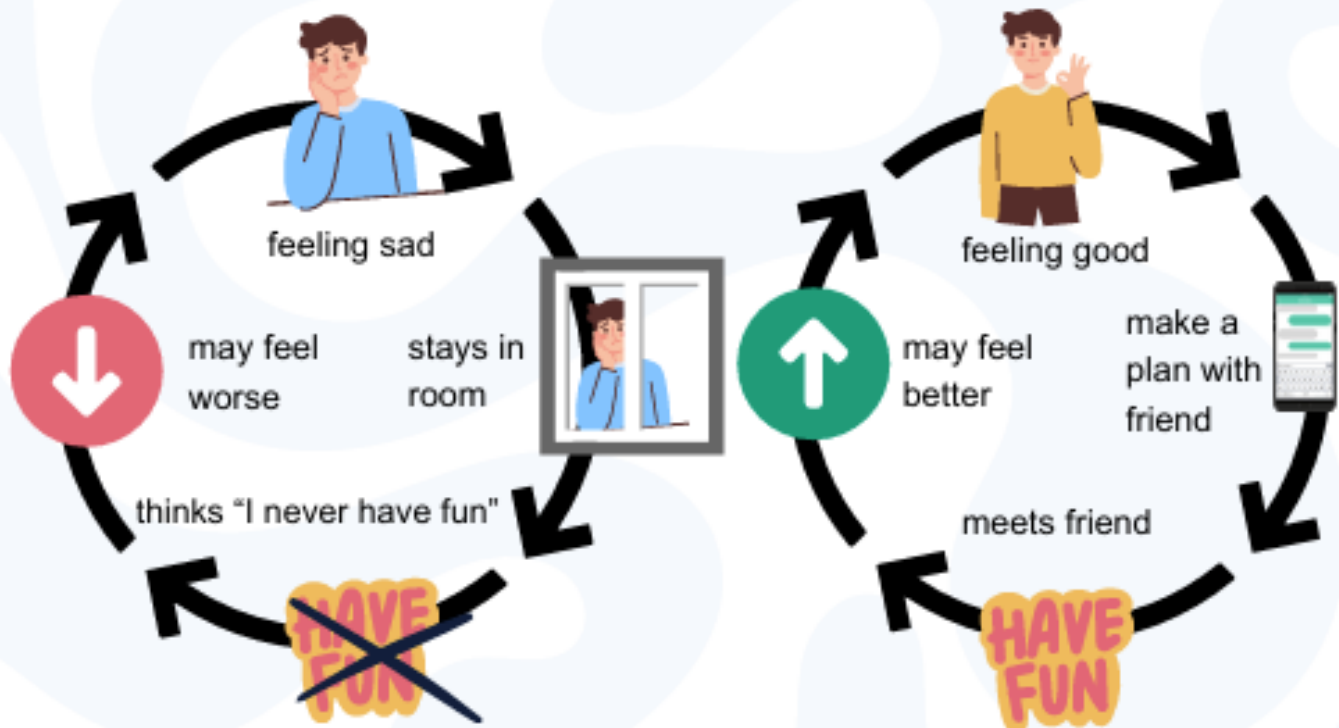 feeling sad
stays in
room
thinks “I never have fun”
HAVE
FUN
may feel
worse
feeling good
make a
plan with
friend
meets friend
HAVE
FUN
may feel
better